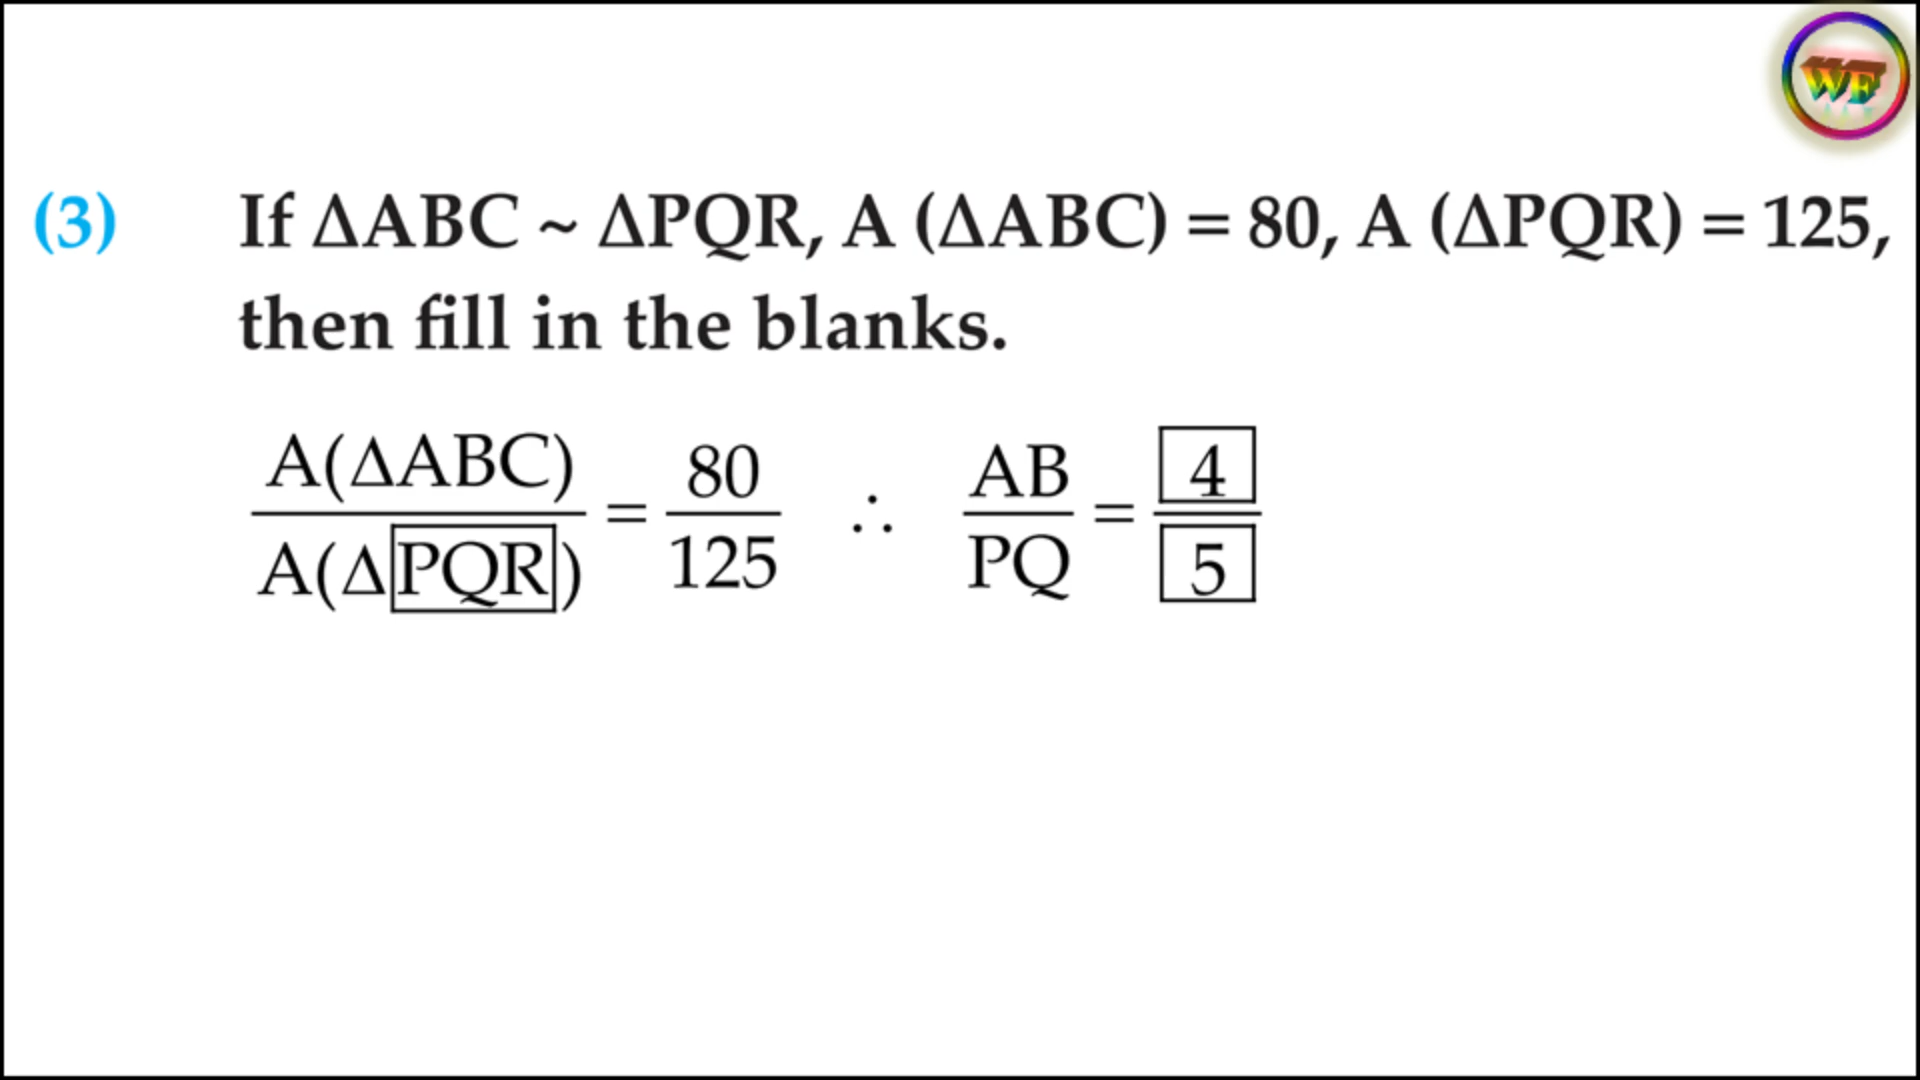 WE
(3) If ΔABC ~ ΔPQR, A (ΔABC) = 80, A (ΔPQR) = 125,
then fill in the blanks.
A(ΔABC) / A(ΔPQR) = 80 / 125 ∴ AB / PQ = 4 / 5